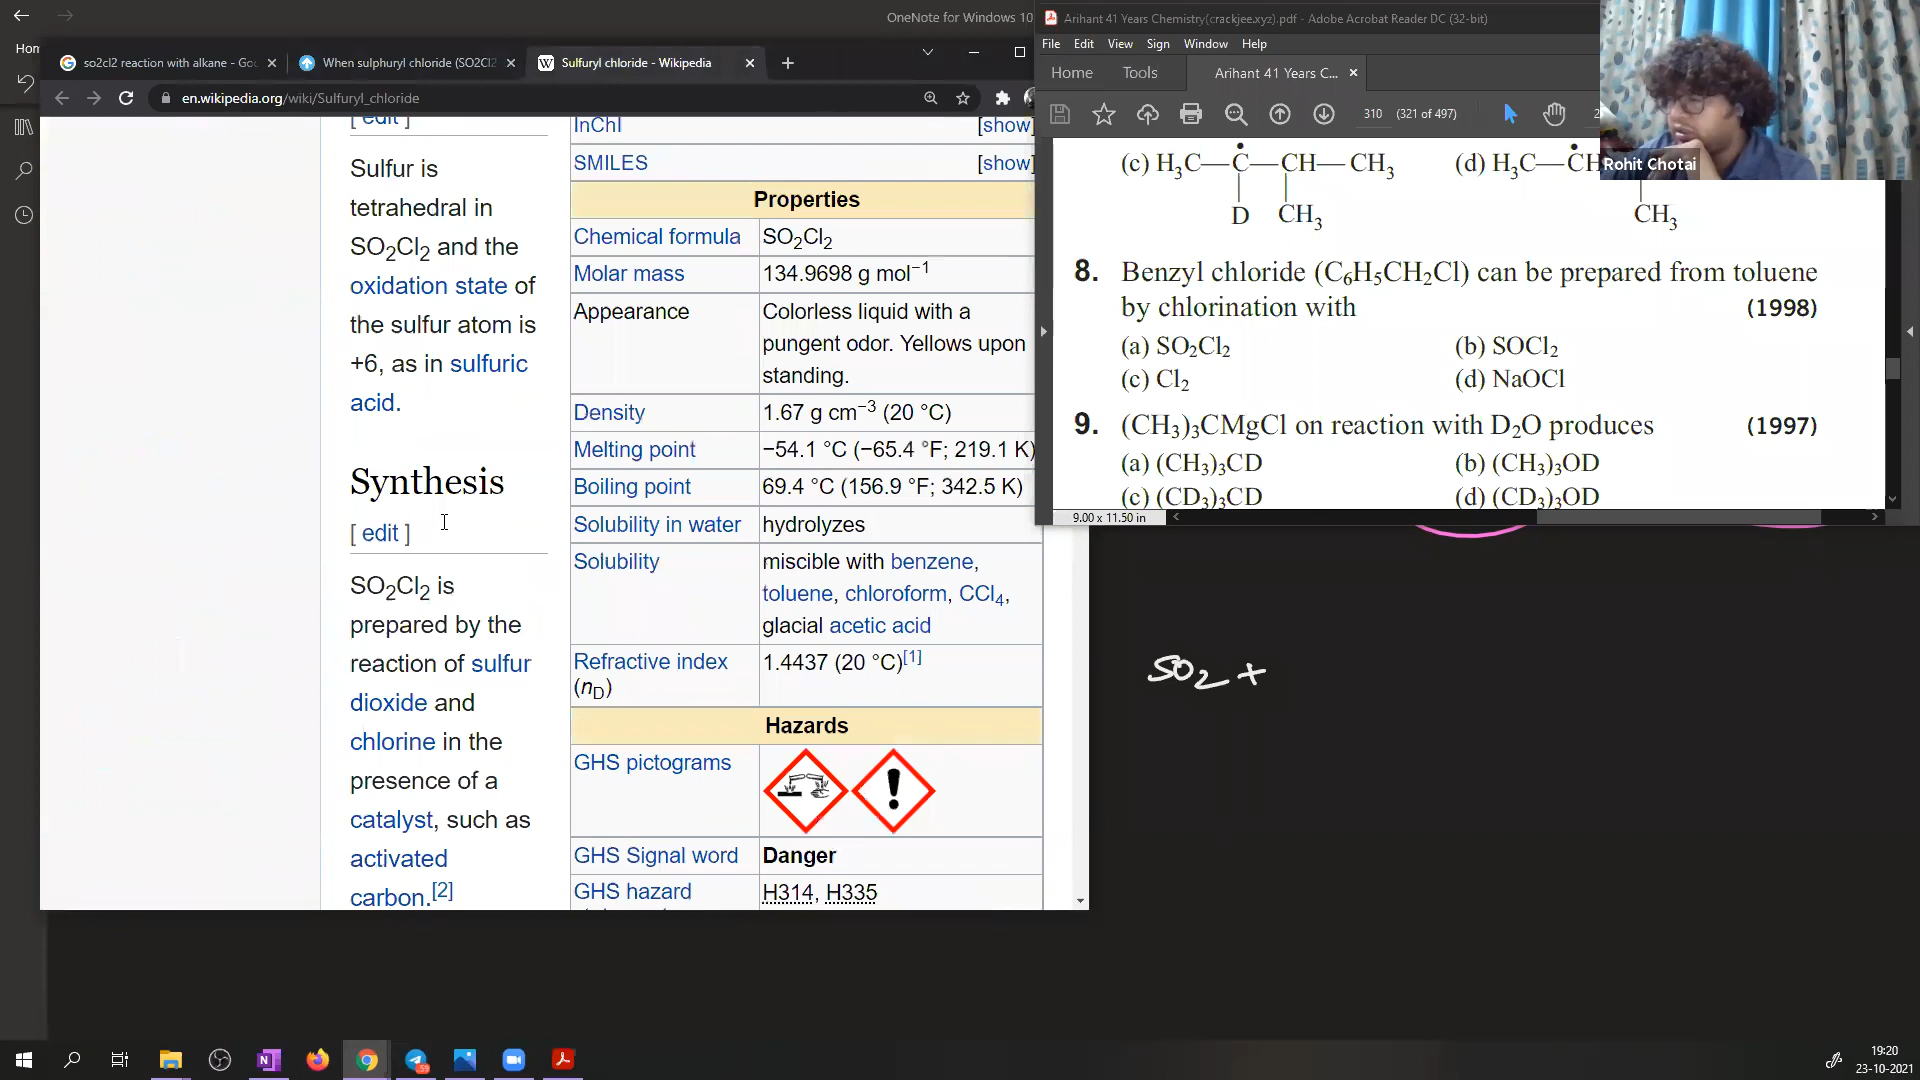 OneNote for Windows 10
Hom
so2cl2 reaction with alkane - Goo
When sulphuryl chloride (SO2Cl2
Sulfuryl chloride - Wikipedia
en.wikipedia.org/wiki/Sulfuryl_chloride
[ edit ]
Sulfur is
tetrahedral in
SO2Cl2 and the
oxidation state of
the sulfur atom is
+6, as in sulfuric
acid.
Synthesis
[ edit ]
SO2Cl2 is
prepared by the
reaction of sulfur
dioxide and
chlorine in the
presence of a
catalyst, such as
activated
carbon.[2]
InChI [show]
SMILES [show]
Properties
Chemical formula SO2Cl2
Molar mass 134.9698 g mol−1
Appearance Colorless liquid with a
pungent odor. Yellows upon
standing.
Density 1.67 g cm−3 (20 °C)
Melting point −54.1 °C (−65.4 °F; 219.1 K)
Boiling point 69.4 °C (156.9 °F; 342.5 K)
Solubility in water hydrolyzes
Solubility miscible with benzene,
toluene, chloroform, CCl4,
glacial acetic acid
Refractive index 1.4437 (20 °C)[1]
(nD)
Hazards
GHS pictograms
GHS Signal word Danger
GHS hazard H314, H335
Arihant 41 Years Chemistry(crackjee.xyz).pdf - Adobe Acrobat Reader DC (32-bit)
File Edit View Sign Window Help
Home Tools Arihant 41 Years C...
310 (321 of 497)
Rohit Chotai
(c) H3C—C—CH—CH3 (d) H3C—CH
D CH3 CH3
8. Benzyl chloride (C6H5CH2Cl) can be prepared from toluene
by chlorination with (1998)
(a) SO2Cl2 (b) SOCl2
(c) Cl2 (d) NaOCl
9. (CH3)3CMgCl on reaction with D2O produces (1997)
(a) (CH3)3CD (b) (CH3)3OD
(c) (CD3)3CD (d) (CD3)3OD
9.00 x 11.50 in
SO2 +
19:20
23-10-2021